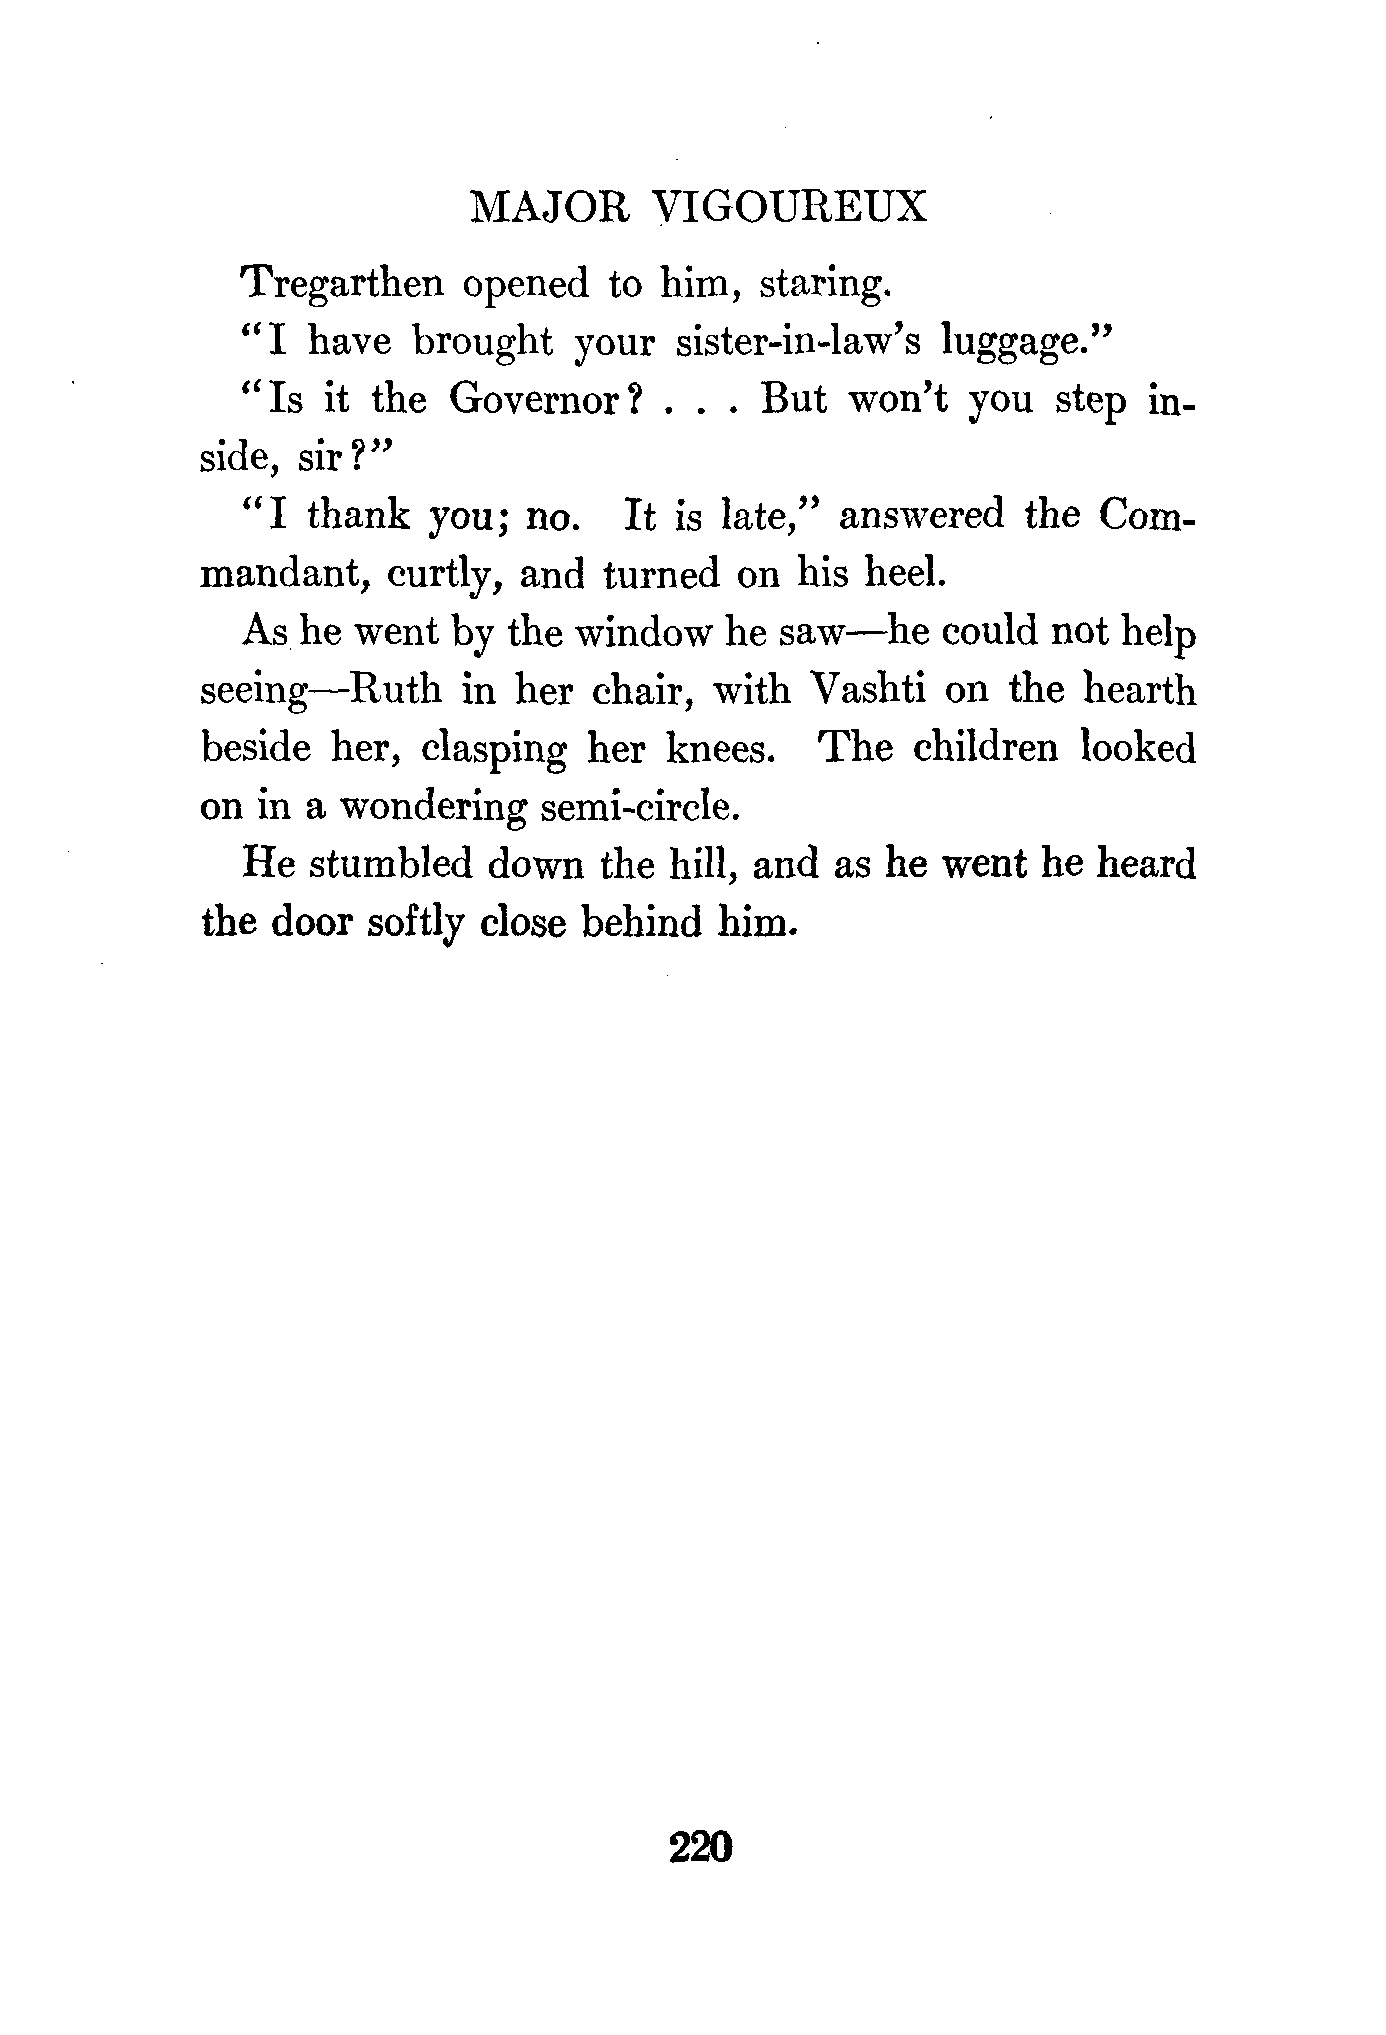 MAJOR VIGOUREUX
Tregarthen opened to him, staring.
“I have brought your sister-in-law’s luggage.”
“Is it the Governor? . . . But won’t you step in-
side, sir?”
“I thank you; no. It is late,” answered the Com-
mandant, curtly, and turned on his heel.
As he went by the window he saw—he could not help
seeing—Ruth in her chair, with Vashti on the hearth
beside her, clasping her knees. The children looked
on in a wondering semi-circle.
He stumbled down the hill, and as he went he heard
the door softly close behind him.
220